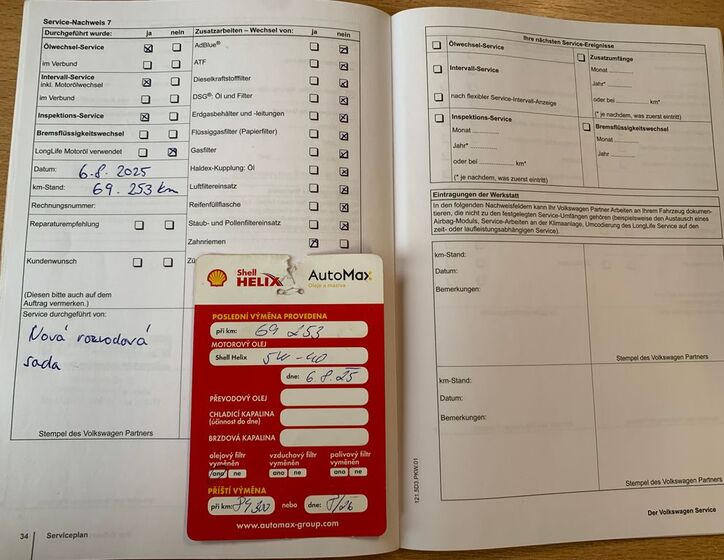 Service-Nachweis 7
Durchgeführt wurde: ja nein
Ölwechsel-Service
im Verbund
Intervall-Service
inkl. Motorölwechsel
im Verbund
Inspektions-Service
Bremsflüssigkeitswechsel
LongLife Motoröl verwendet
Datum: 6.8.2025
km-Stand: 69.253 km
Rechnungsnummer:
Reparaturempfehlung
Kundenwunsch
(Diesen bitte auch auf dem
Auftrag vermerken.)
Service durchgeführt von:
Nová rozvodová
sada
Stempel des Volkswagen Partners
34 Serviceplan
Zusatzarbeiten – Wechsel von: ja nein
AdBlue®
ATF
Dieselkraftstofffilter
DSG®: Öl und Filter
Erdgasbehälter und -leitungen
Flüssiggasfilter (Papierfilter)
Gasfilter
Haldex-Kupplung: Öl
Luftfiltereinsatz
Reifenfüllflasche
Staub- und Pollenfiltereinsatz
Zahnriemen
Shell
HELIX
AutoMax
Oleje a maziva
POSLEDNÍ VÝMĚNA PROVEDENA
při km: 69 253
MOTOROVÝ OLEJ
Shell Helix 5W-40
dne: 6.8.25
PŘEVODOVÝ OLEJ
CHLADICÍ KAPALINA
(účinnost do dne)
BRZDOVÁ KAPALINA
olejový filtr vzduchový filtr palivový filtr
vyměněn vyměněn vyměněn
ano ne ano ne ano ne
PŘÍŠTÍ VÝMĚNA
při km: 84 300 nebo dne: 8/26
www.automax-group.com
Ihre nächsten Service-Ereignisse
Ölwechsel-Service
Intervall-Service
nach flexibler Service-Intervall-Anzeige
Inspektions-Service
Monat
Jahr*
oder bei km*
(* je nachdem, was zuerst eintritt)
Zusatzumfänge
Monat
Jahr*
oder bei km*
(* je nachdem, was zuerst eintritt)
Bremsflüssigkeitswechsel
Monat
Jahr
Eintragungen der Werkstatt
In den folgenden Nachweisfeldern kann Ihr Volkswagen Partner Arbeiten an Ihrem Fahrzeug dokumen-
tieren, die nicht zu den festgelegten Service-Umfängen gehören (beispielsweise den Austausch eines
Airbag-Moduls, Service-Arbeiten an der Klimaanlage, Umcodierung des LongLife Service auf den
zeit- oder laufleistungsabhängigen Service).
km-Stand:
Datum:
Bemerkungen:
Stempel des Volkswagen Partners
km-Stand:
Datum:
Bemerkungen:
Stempel des Volkswagen Partners
121.5D3.PKW.01
Der Volkswagen Service